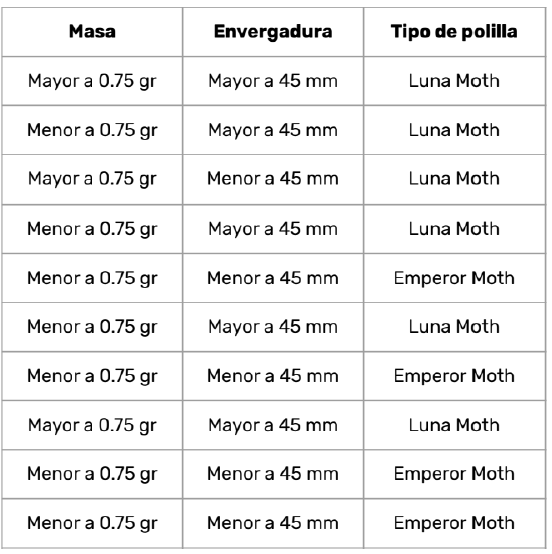 Masa Envergadura Tipo de polilla
Mayor a 0.75 gr Mayor a 45 mm Luna Moth
Menor a 0.75 gr Mayor a 45 mm Luna Moth
Mayor a 0.75 gr Menor a 45 mm Luna Moth
Menor a 0.75 gr Mayor a 45 mm Luna Moth
Menor a 0.75 gr Menor a 45 mm Emperor Moth
Menor a 0.75 gr Mayor a 45 mm Luna Moth
Menor a 0.75 gr Menor a 45 mm Emperor Moth
Mayor a 0.75 gr Mayor a 45 mm Luna Moth
Menor a 0.75 gr Menor a 45 mm Emperor Moth
Menor a 0.75 gr Menor a 45 mm Emperor Moth